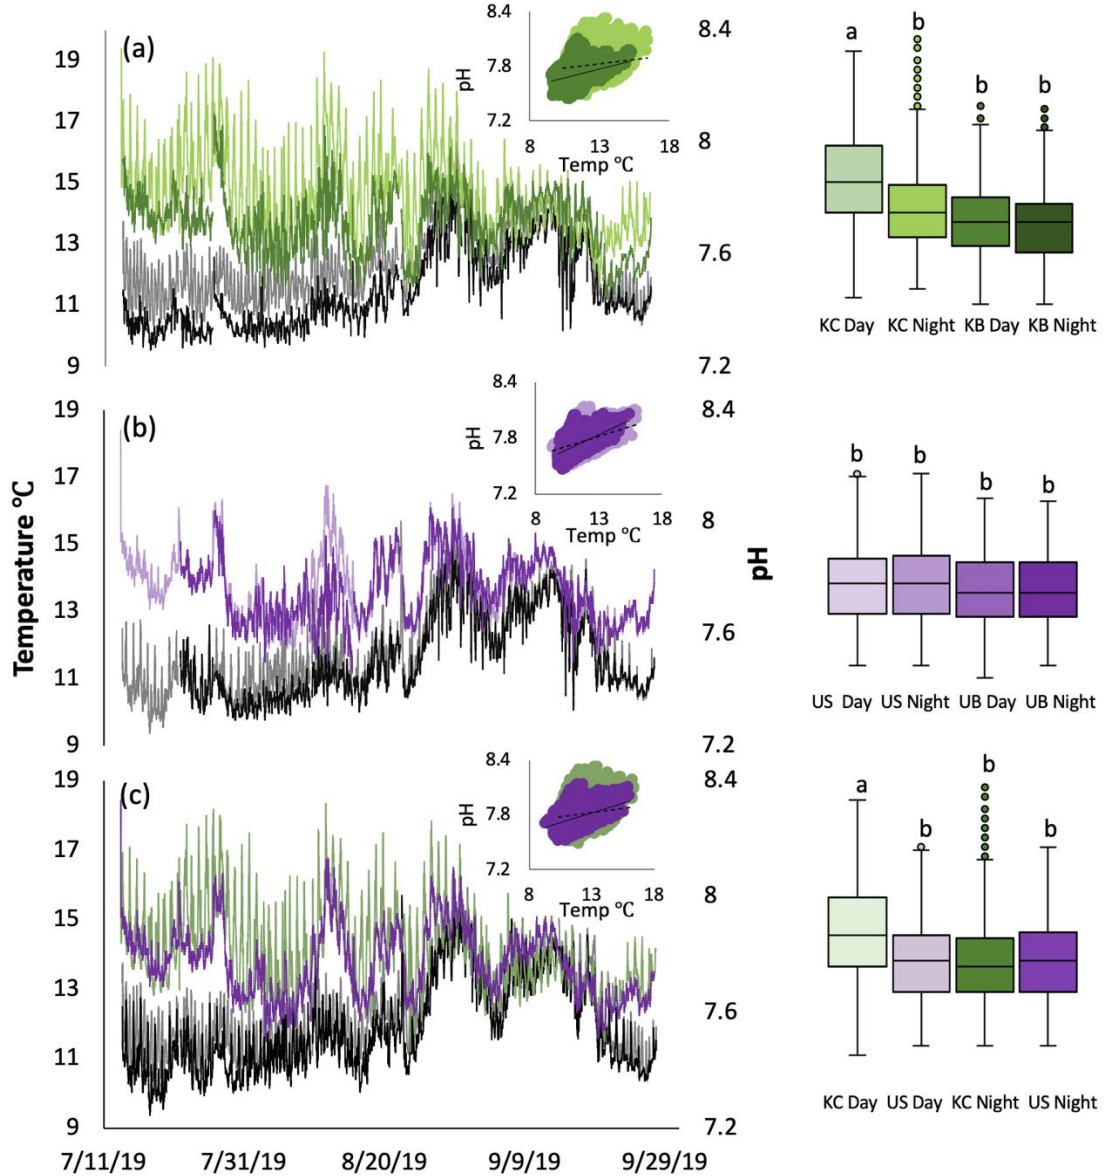 (a)
19
17
15
13
11
9
8.4
7.8
7.2
pH
8 13 18
Temp °C
8.4
8
7.6
7.2
a
b
b
b
KC Day KC Night KB Day KB Night
(b)
19
17
15
13
11
9
8.4
7.8
7.2
pH
8 13 18
Temp °C
8.4
8
7.6
7.2
b
b
b
b
US Day US Night UB Day UB Night
Temperature °C
pH
(c)
19
17
15
13
11
9
8.4
7.8
7.2
pH
8 13 18
Temp °C
8.4
8
7.6
7.2
a
b
b
b
KC Day US Day KC Night US Night
7/11/19 7/31/19 8/20/19 9/9/19 9/29/19